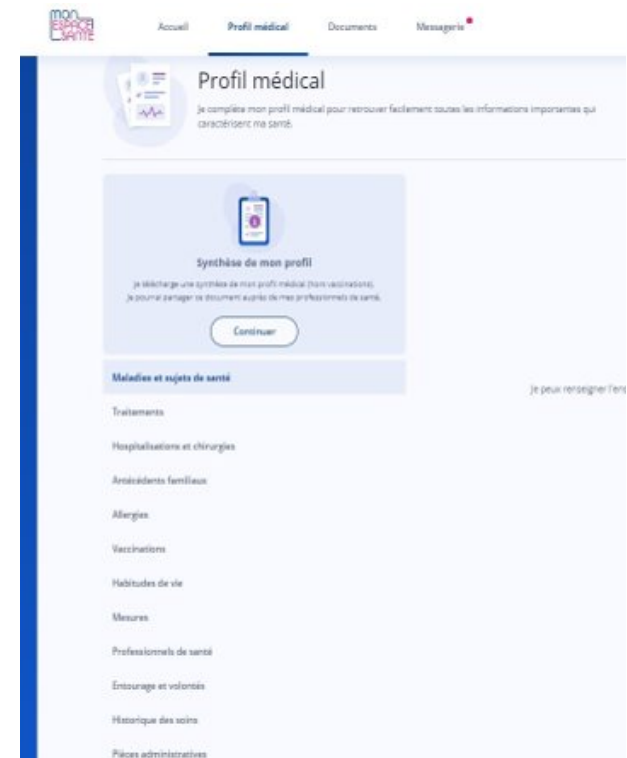 mon
ESPACE
SANTÉ
Accueil Profil médical Documents Messagerie
Profil médical
Je complète mon profil médical pour retrouver facilement toutes les informations importantes qui
caractérisent ma santé.
Synthèse de mon profil
Je télécharge une synthèse de mon profil médical (hors vaccinations).
Je pourrai partager ce document auprès de mes professionnels de santé.
Continuer
Maladies et sujets de santé
Je peux renseigner l'en
Traitements
Hospitalisations et chirurgies
Antécédents familiaux
Allergies
Vaccinations
Habitudes de vie
Mesures
Professionnels de santé
Entourage et volontés
Historique des soins
Pièces administratives